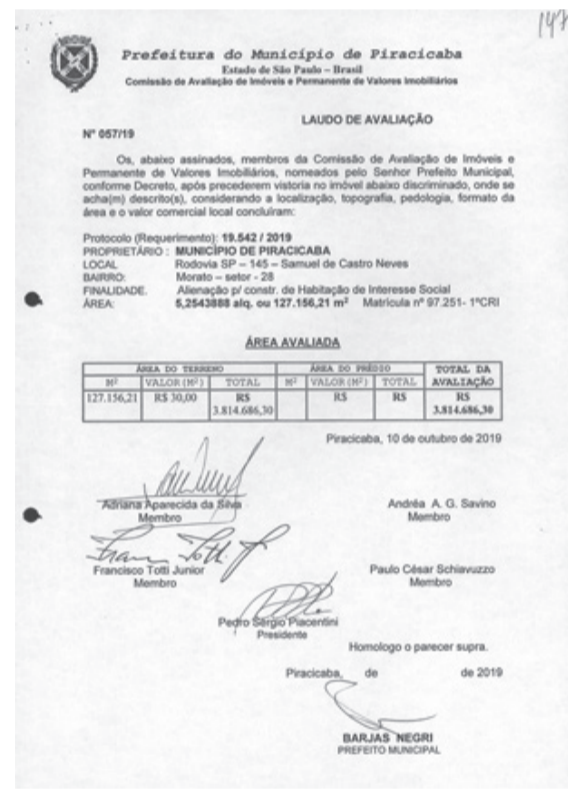 147
Prefeitura do Município de Piracicaba
Estado de São Paulo – Brasil
Comissão de Avaliação de Imóveis e Permanente de Valores Imobiliários
LAUDO DE AVALIAÇÃO
Nº 057/19
Os, abaixo assinados, membros da Comissão de Avaliação de Imóveis e
Permanente de Valores Imobiliários, nomeados pelo Senhor Prefeito Municipal,
conforme Decreto, após precederem vistoria no imóvel abaixo discriminado, onde se
acha(m) descrito(s), considerando a localização, topografia, pedologia, formato da
área e o valor comercial local concluíram:
Protocolo (Requerimento): 19.542 / 2019
PROPRIETÁRIO : MUNICÍPIO DE PIRACICABA
LOCAL Rodovia SP – 145 – Samuel de Castro Neves
BAIRRO: Morato – setor - 28
FINALIDADE. Alienação p/ constr. de Habitação de Interesse Social
ÁREA: 5,2543888 alq. ou 127.156,21 m² Matrícula nº 97.251- 1ºCRI
ÁREA AVALIADA
ÁREA DO TERRENO ÁREA DO PRÉDIO TOTAL DA
M² VALOR (M²) TOTAL M² VALOR (M²) TOTAL AVALIAÇÃO
127.156,21 R$ 30,00 R$ R$ R$ R$
3.814.686,30 3.814.686,30
Piracicaba, 10 de outubro de 2019
Adriana Aparecida da Silva Andréa A. G. Savino
Membro Membro
Francisco Totti Junior Paulo César Schiavuzzo
Membro Membro
Pedro Sérgio Piacentini
Presidente
Homologo o parecer supra.
Piracicaba, de de 2019
BARJAS NEGRI
PREFEITO MUNICIPAL